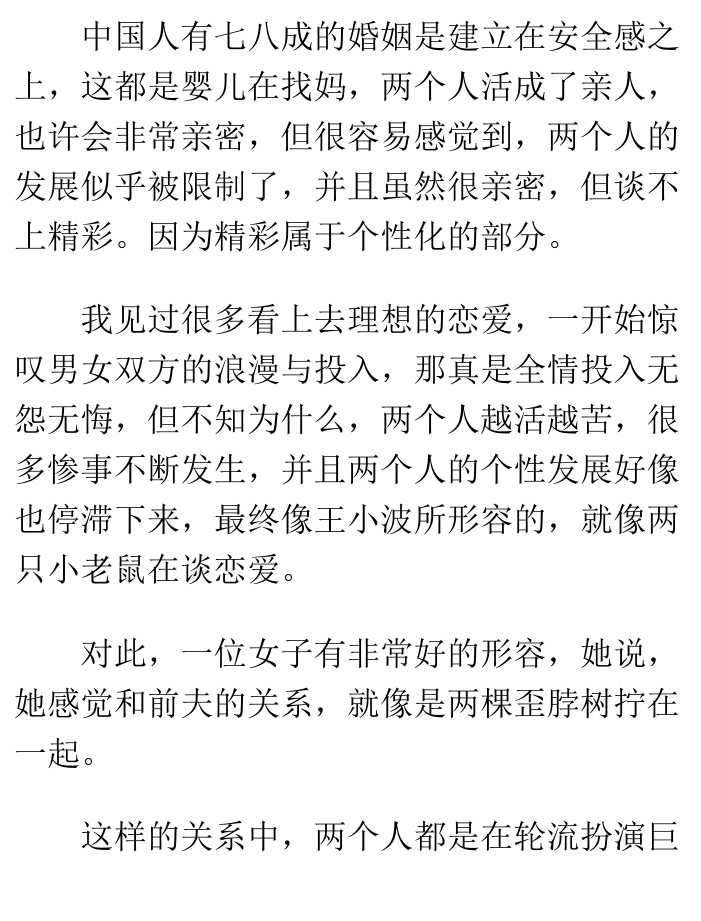 中国人有七八成的婚姻是建立在安全感之
上，这都是婴儿在找妈，两个人活成了亲人，
也许会非常亲密，但很容易感觉到，两个人的
发展似乎被限制了，并且虽然很亲密，但谈不
上精彩。因为精彩属于个性化的部分。
我见过很多看上去理想的恋爱，一开始惊
叹男女双方的浪漫与投入，那真是全情投入无
怨无悔，但不知为什么，两个人越活越苦，很
多惨事不断发生，并且两个人的个性发展好像
也停滞下来，最终像王小波所形容的，就像两
只小老鼠在谈恋爱。
对此，一位女子有非常好的形容，她说，
她感觉和前夫的关系，就像是两棵歪脖树拧在
一起。
这样的关系中，两个人都是在轮流扮演巨